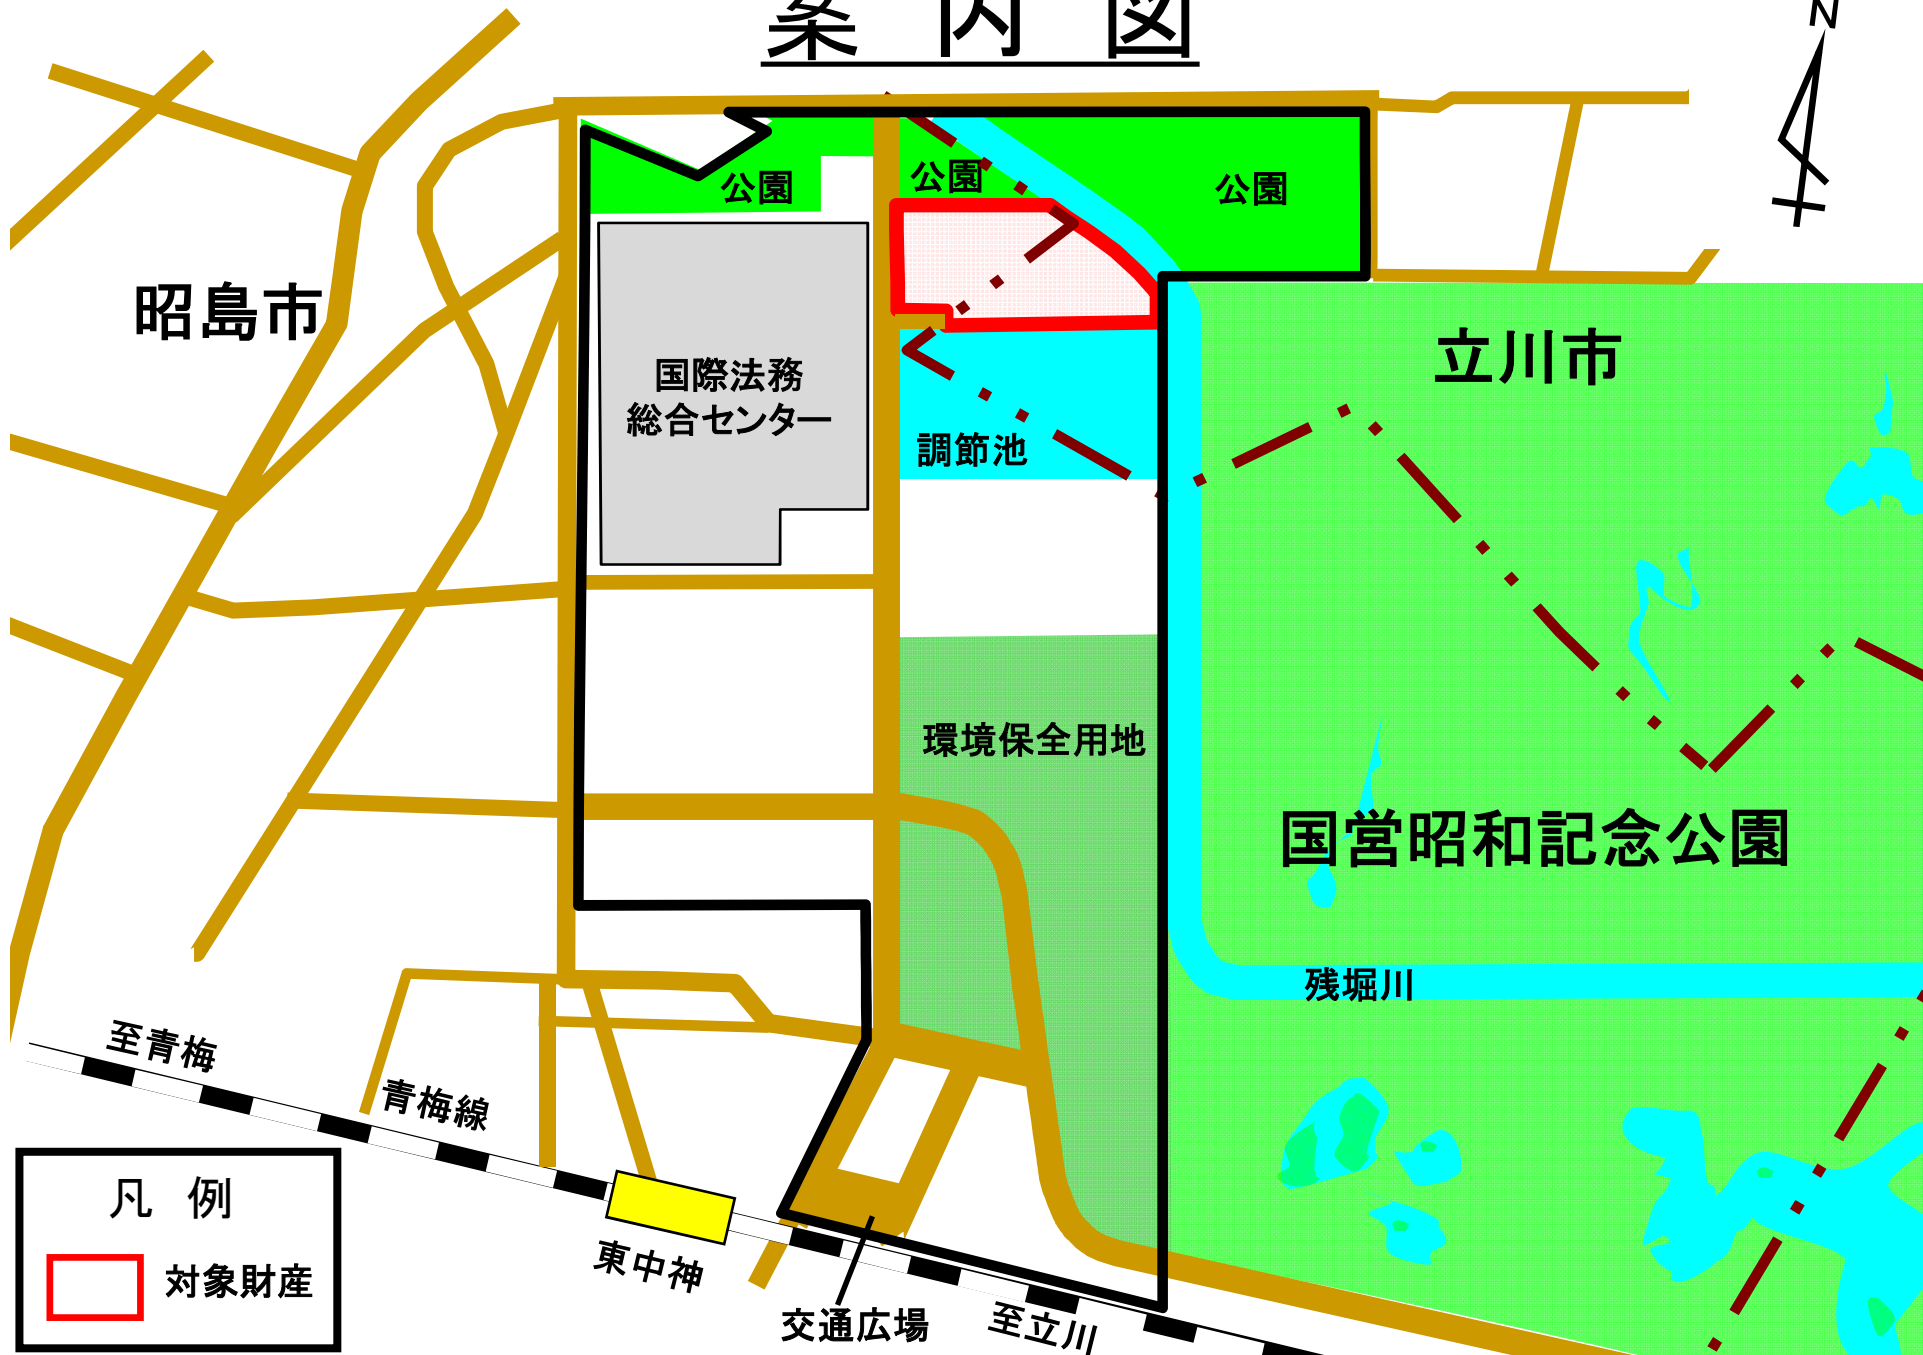 案内図
N
公園
公園
公園
昭島市
立川市
国際法務
総合センター
調節池
環境保全用地
国営昭和記念公園
残堀川
至青梅
青梅線
凡例
対象財産
東中神
交通広場
至立川